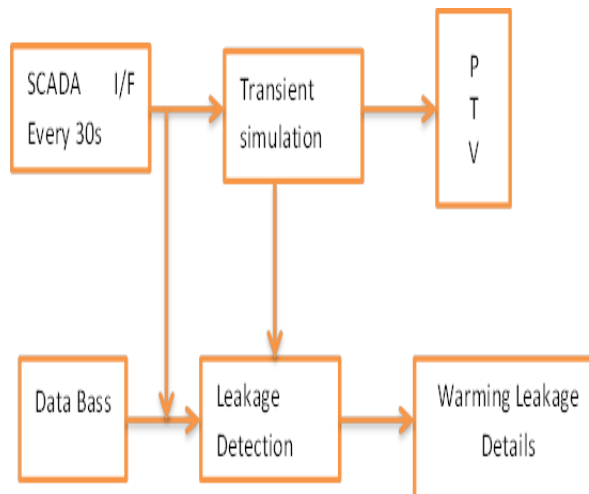 SCADA I/F
Every 30s
Transient
simulation
P
T
V
Data Bass
Leakage
Detection
Warming Leakage
Details